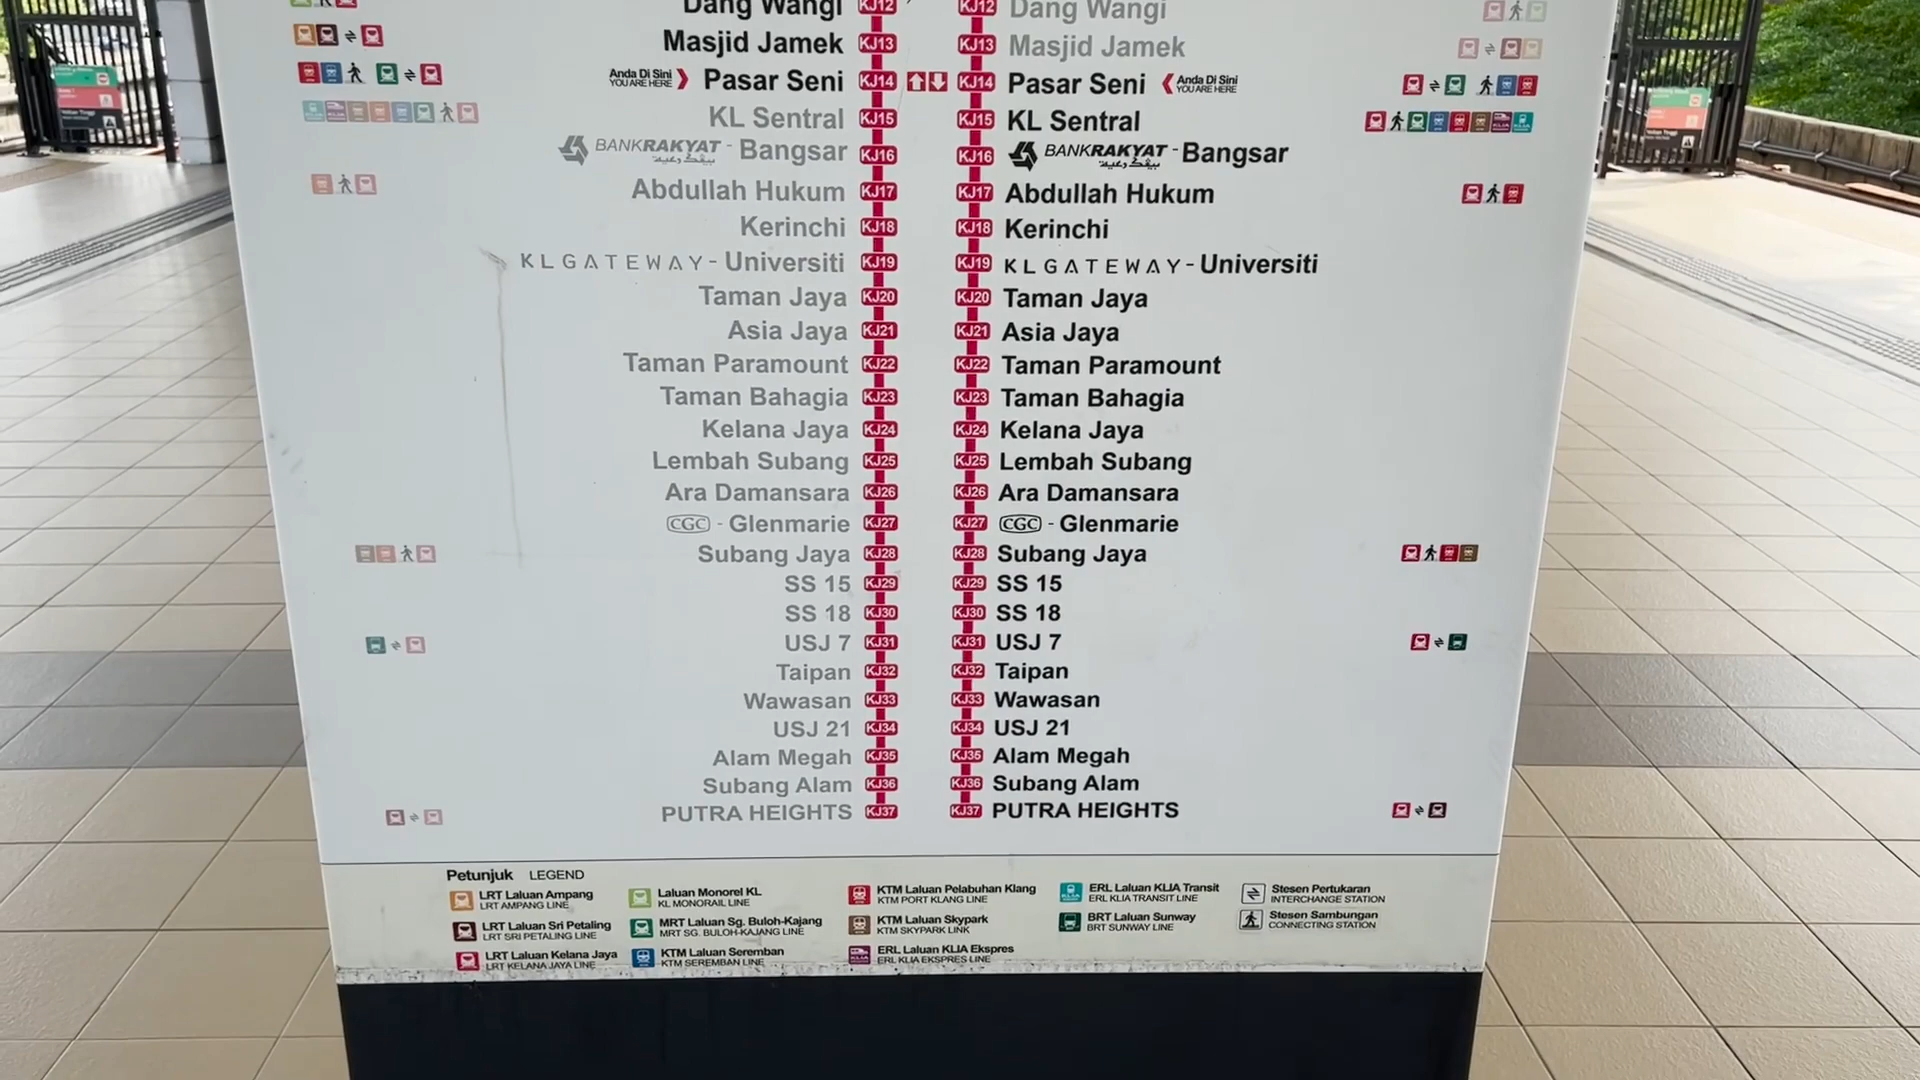 Dang Wangi KJ12 KJ12 Dang Wangi
Masjid Jamek KJ13 KJ13 Masjid Jamek
Anda Di Sini
YOU ARE HERE
Pasar Seni KJ14 KJ14 Pasar Seni
Anda Di Sini
YOU ARE HERE
KL Sentral KJ15 KJ15 KL Sentral
BANKRAKYAT - Bangsar KJ16 KJ16 BANKRAKYAT - Bangsar
Abdullah Hukum KJ17 KJ17 Abdullah Hukum
Kerinchi KJ18 KJ18 Kerinchi
KLGATEWAY - Universiti KJ19 KJ19 KLGATEWAY - Universiti
Taman Jaya KJ20 KJ20 Taman Jaya
Asia Jaya KJ21 KJ21 Asia Jaya
Taman Paramount KJ22 KJ22 Taman Paramount
Taman Bahagia KJ23 KJ23 Taman Bahagia
Kelana Jaya KJ24 KJ24 Kelana Jaya
Lembah Subang KJ25 KJ25 Lembah Subang
Ara Damansara KJ26 KJ26 Ara Damansara
CGC - Glenmarie KJ27 KJ27 CGC - Glenmarie
Subang Jaya KJ28 KJ28 Subang Jaya
SS 15 KJ29 KJ29 SS 15
SS 18 KJ30 KJ30 SS 18
USJ 7 KJ31 KJ31 USJ 7
Taipan KJ32 KJ32 Taipan
Wawasan KJ33 KJ33 Wawasan
USJ 21 KJ34 KJ34 USJ 21
Alam Megah KJ35 KJ35 Alam Megah
Subang Alam KJ36 KJ36 Subang Alam
PUTRA HEIGHTS KJ37 KJ37 PUTRA HEIGHTS
Petunjuk LEGEND
LRT Laluan Ampang
LRT AMPANG LINE
LRT Laluan Sri Petaling
LRT SRI PETALING LINE
LRT Laluan Kelana Jaya
LRT KELANA JAYA LINE
Laluan Monorel KL
KL MONORAIL LINE
MRT Laluan Sg. Buloh-Kajang
MRT SG. BULOH-KAJANG LINE
KTM Laluan Seremban
KTM SEREMBAN LINE
KTM Laluan Pelabuhan Klang
KTM PORT KLANG LINE
KTM Laluan Skypark
KTM SKYPARK LINK
ERL Laluan KLIA Ekspres
ERL KLIA EKSPRES LINE
ERL Laluan KLIA Transit
ERL KLIA TRANSIT LINE
BRT Laluan Sunway
BRT SUNWAY LINE
Stesen Pertukaran
INTERCHANGE STATION
Stesen Sambungan
CONNECTING STATION